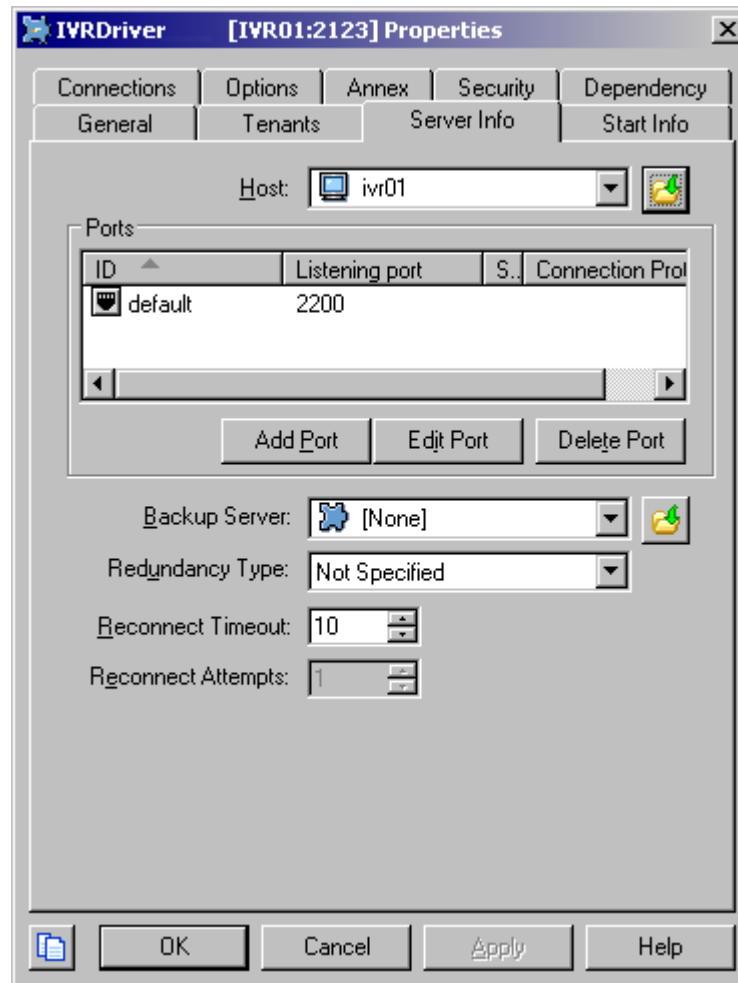 IVRDriver [IVR01:2123] Properties
Connections Options Annex Security Dependency
General Tenants Server Info Start Info
Host: ivr01
Ports
ID Listening port S.. Connection Prot
default 2200
Add Port Edit Port Delete Port
Backup Server: [None]
Redundancy Type: Not Specified
Reconnect Timeout: 10
Reconnect Attempts: 1
OK Cancel Apply Help